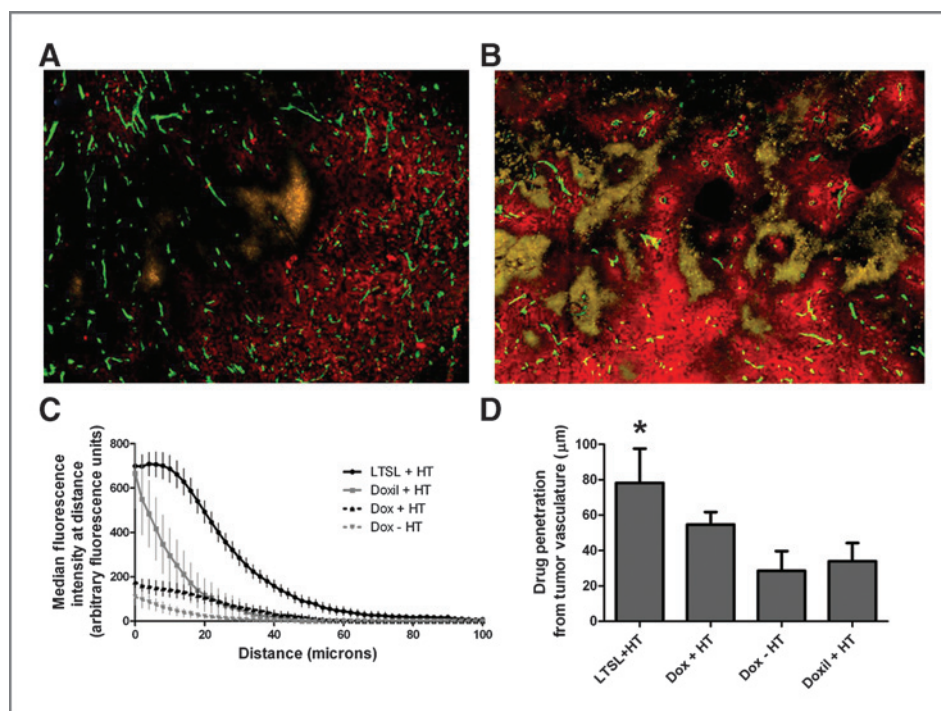 A
B
C
Median fluorescence
intensity at distance
(arbitrary fluorescence units)
800
600
400
200
0
0 20 40 60 80 100
Distance (microns)
LTSL + HT
Doxil + HT
Dox + HT
Dox - HT
D
*
Drug penetration
from tumor vasculature (μm)
100
80
60
40
20
0
LTSL+HT
Dox + HT
Dox - HT
Doxil + HT